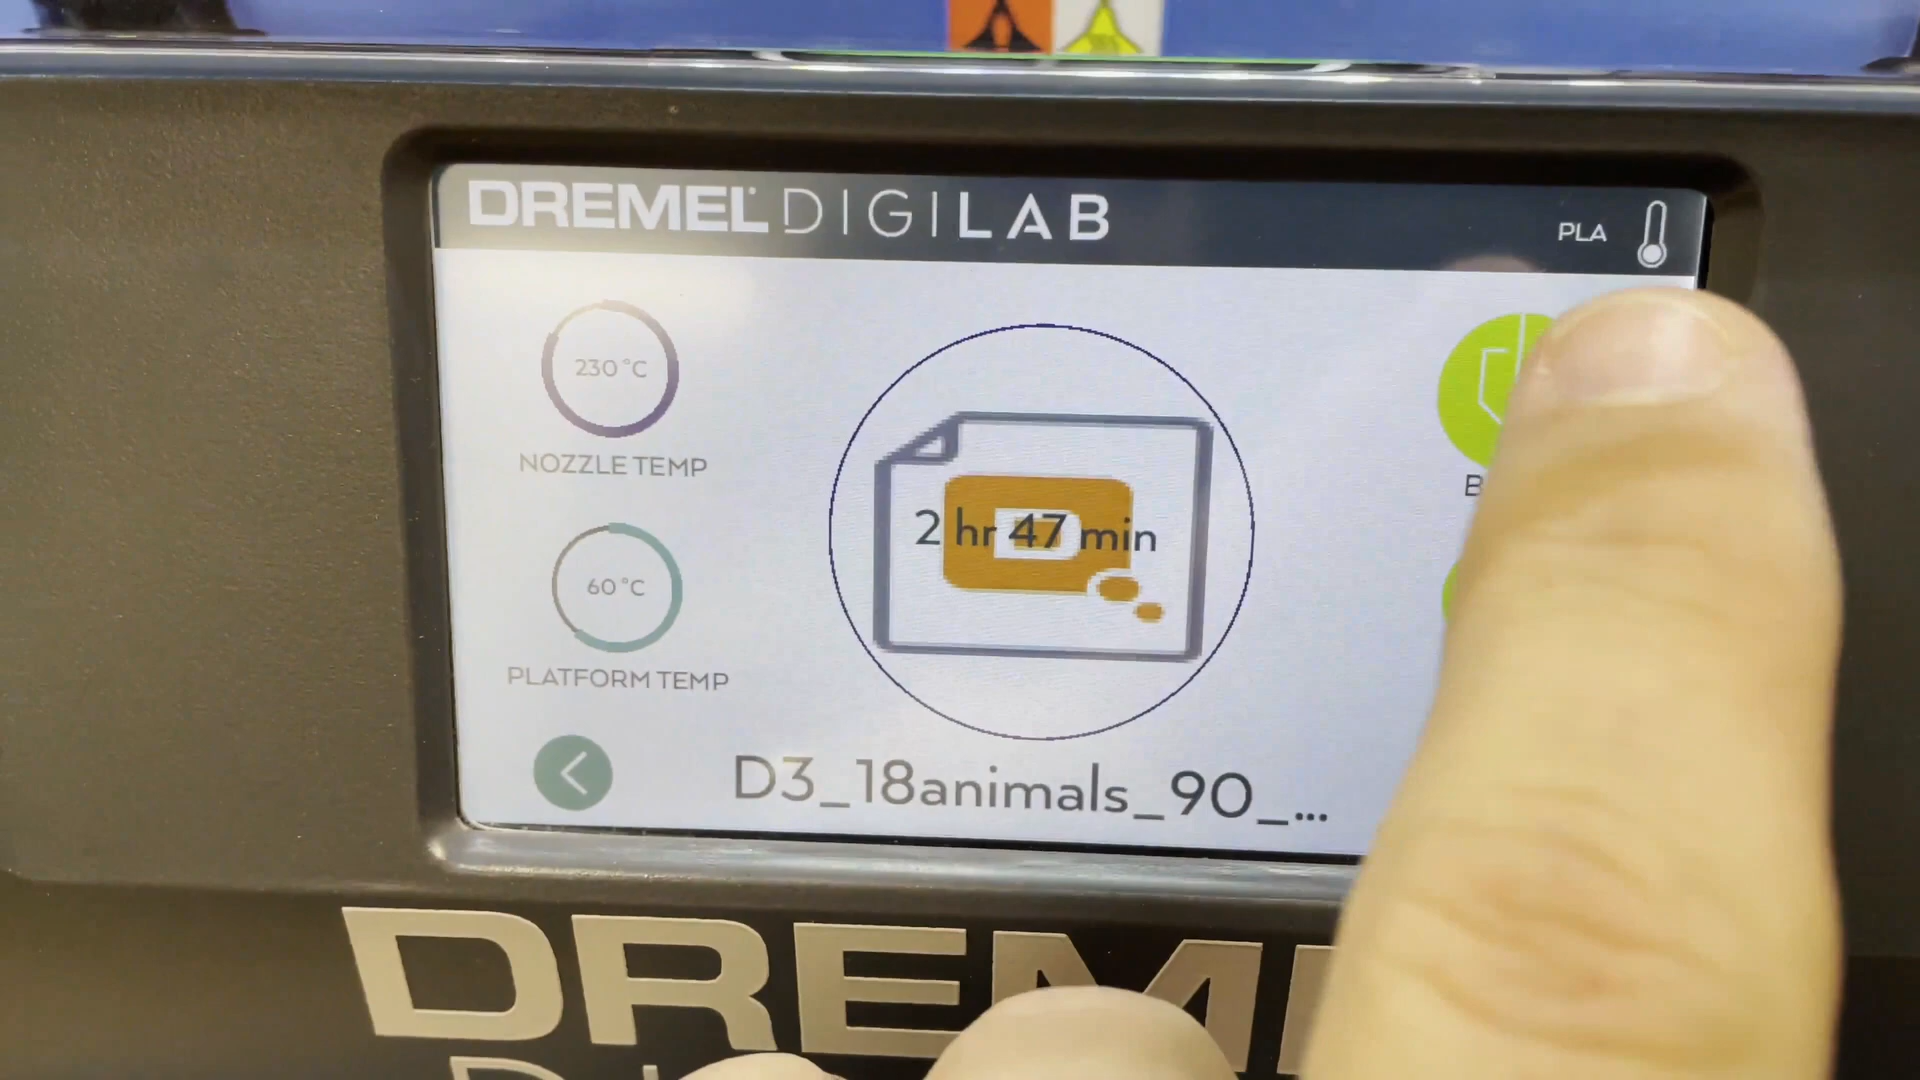 DREMEL DIGILAB
PLA
230 °C
NOZZLE TEMP
2 hr 47 min
60 °C
PLATFORM TEMP
D3_18animals_90_...